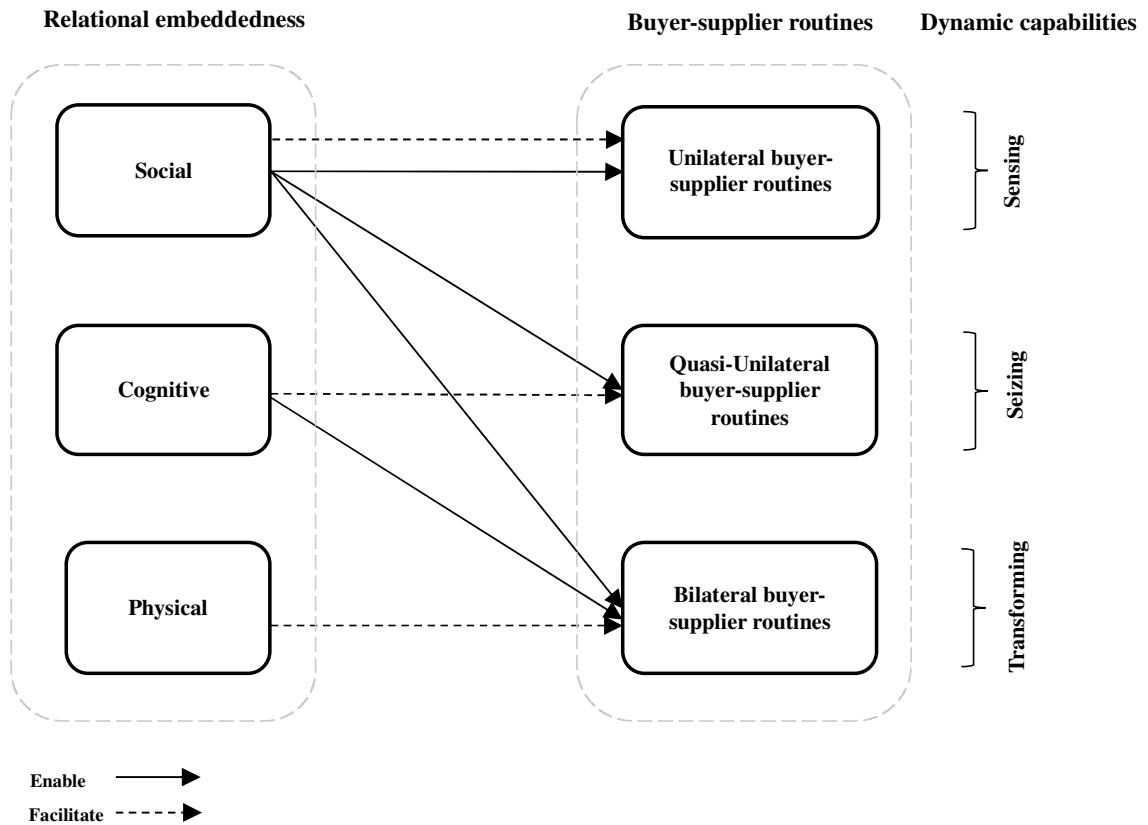 Relational embeddedness
Buyer-supplier routines
Dynamic capabilities
Social
Unilateral buyer-
supplier routines
Sensing
Cognitive
Quasi-Unilateral
buyer-supplier
routines
Seizing
Physical
Bilateral buyer-
supplier routines
Transforming
Enable
Facilitate